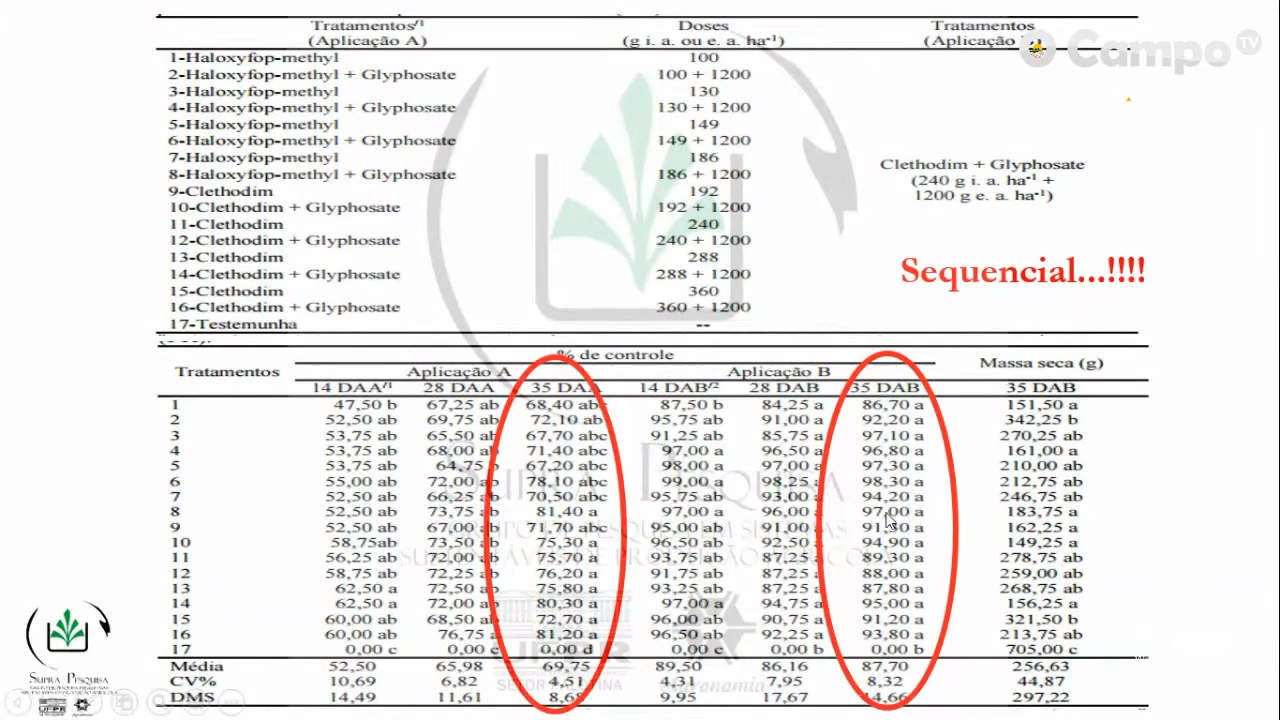 Tratamentos/1 Doses Tratamentos
(Aplicação A) (g i. a. ou e. a. ha-1) (Aplicação
Campo TV
1-Haloxyfop-methyl 100
2-Haloxyfop-methyl + Glyphosate 100 + 1200
3-Haloxyfop-methyl 130
4-Haloxyfop-methyl + Glyphosate 130 + 1200
5-Haloxyfop-methyl 149
6-Haloxyfop-methyl + Glyphosate 149 + 1200
7-Haloxyfop-methyl 186
8-Haloxyfop-methyl + Glyphosate 186 + 1200
9-Clethodim 192
10-Clethodim + Glyphosate 192 + 1200
11-Clethodim 240
12-Clethodim + Glyphosate 240 + 1200
13-Clethodim 288
14-Clethodim + Glyphosate 288 + 1200
15-Clethodim 360
16-Clethodim + Glyphosate 360 + 1200
17-Testemunha --
Clethodim + Glyphosate
(240 g i. a. ha-1 +
1200 g e. a. ha-1)
Sequencial...!!!!
% de controle
Tratamentos Aplicação A Aplicação B Massa seca (g)
14 DAA/1 28 DAA 35 DAA 14 DAB/2 28 DAB 35 DAB 35 DAB
1 47,50 b 67,25 ab 68,40 abc 87,50 b 84,25 a 86,70 a 151,50 a
2 52,50 ab 69,75 ab 72,10 ab 95,75 ab 91,00 a 92,20 a 342,25 b
3 53,75 ab 65,50 ab 67,70 abc 91,25 ab 85,75 a 97,10 a 270,25 ab
4 53,75 ab 68,00 ab 71,40 abc 97,00 a 96,50 a 96,80 a 161,00 a
5 53,75 ab 64,75 b 67,20 abc 98,00 a 97,00 a 97,30 a 210,00 ab
6 55,00 ab 72,00 ab 78,10 abc 99,00 a 98,25 a 98,30 a 212,75 ab
7 52,50 ab 66,25 ab 70,50 abc 95,75 ab 93,00 a 94,20 a 246,75 ab
8 52,50 ab 73,75 ab 81,40 a 97,00 a 96,00 a 97,00 a 183,75 a
9 52,50 ab 67,00 ab 71,70 abc 95,00 ab 91,00 a a 162,25 a
10 58,75ab 73,50 ab 75,30 a 96,50 ab 92,50 a 94,90 a 149,25 a
11 56,25 ab 72,00 ab 75,70 a 93,75 ab 87,25 a 89,30 a 278,75 ab
12 58,75 ab 72,25 ab 76,20 a 91,75 ab 87,25 a 88,00 a 259,00 ab
13 62,50 a 72,50 ab 75,80 a 93,25 ab 87,25 a 87,80 a 268,75 ab
14 62,50 a 72,00 ab 80,30 a 97,00 a 94,75 a 95,00 a 156,25 a
15 60,00 ab 68,50 ab 72,70 a 96,00 ab 90,75 a 91,20 a 321,50 b
16 60,00 ab 76,75 a 81,20 a 96,50 ab 92,25 a 93,80 a 213,75 ab
17 0,00 c 0,00 c 0,00 d 0,00 c 0,00 b 0,00 b 705,00 c
Média 52,50 65,98 69,75 89,50 86,16 87,70 256,63
CV% 10,69 6,82 4,51 4,31 7,95 8,32 44,87
DMS 14,49 11,61 9,95 17,67 14,66 297,22
Supra Pesquisa
UFPR
Supra Pesquisa
UFPR
Setor Palotina
Agronomia